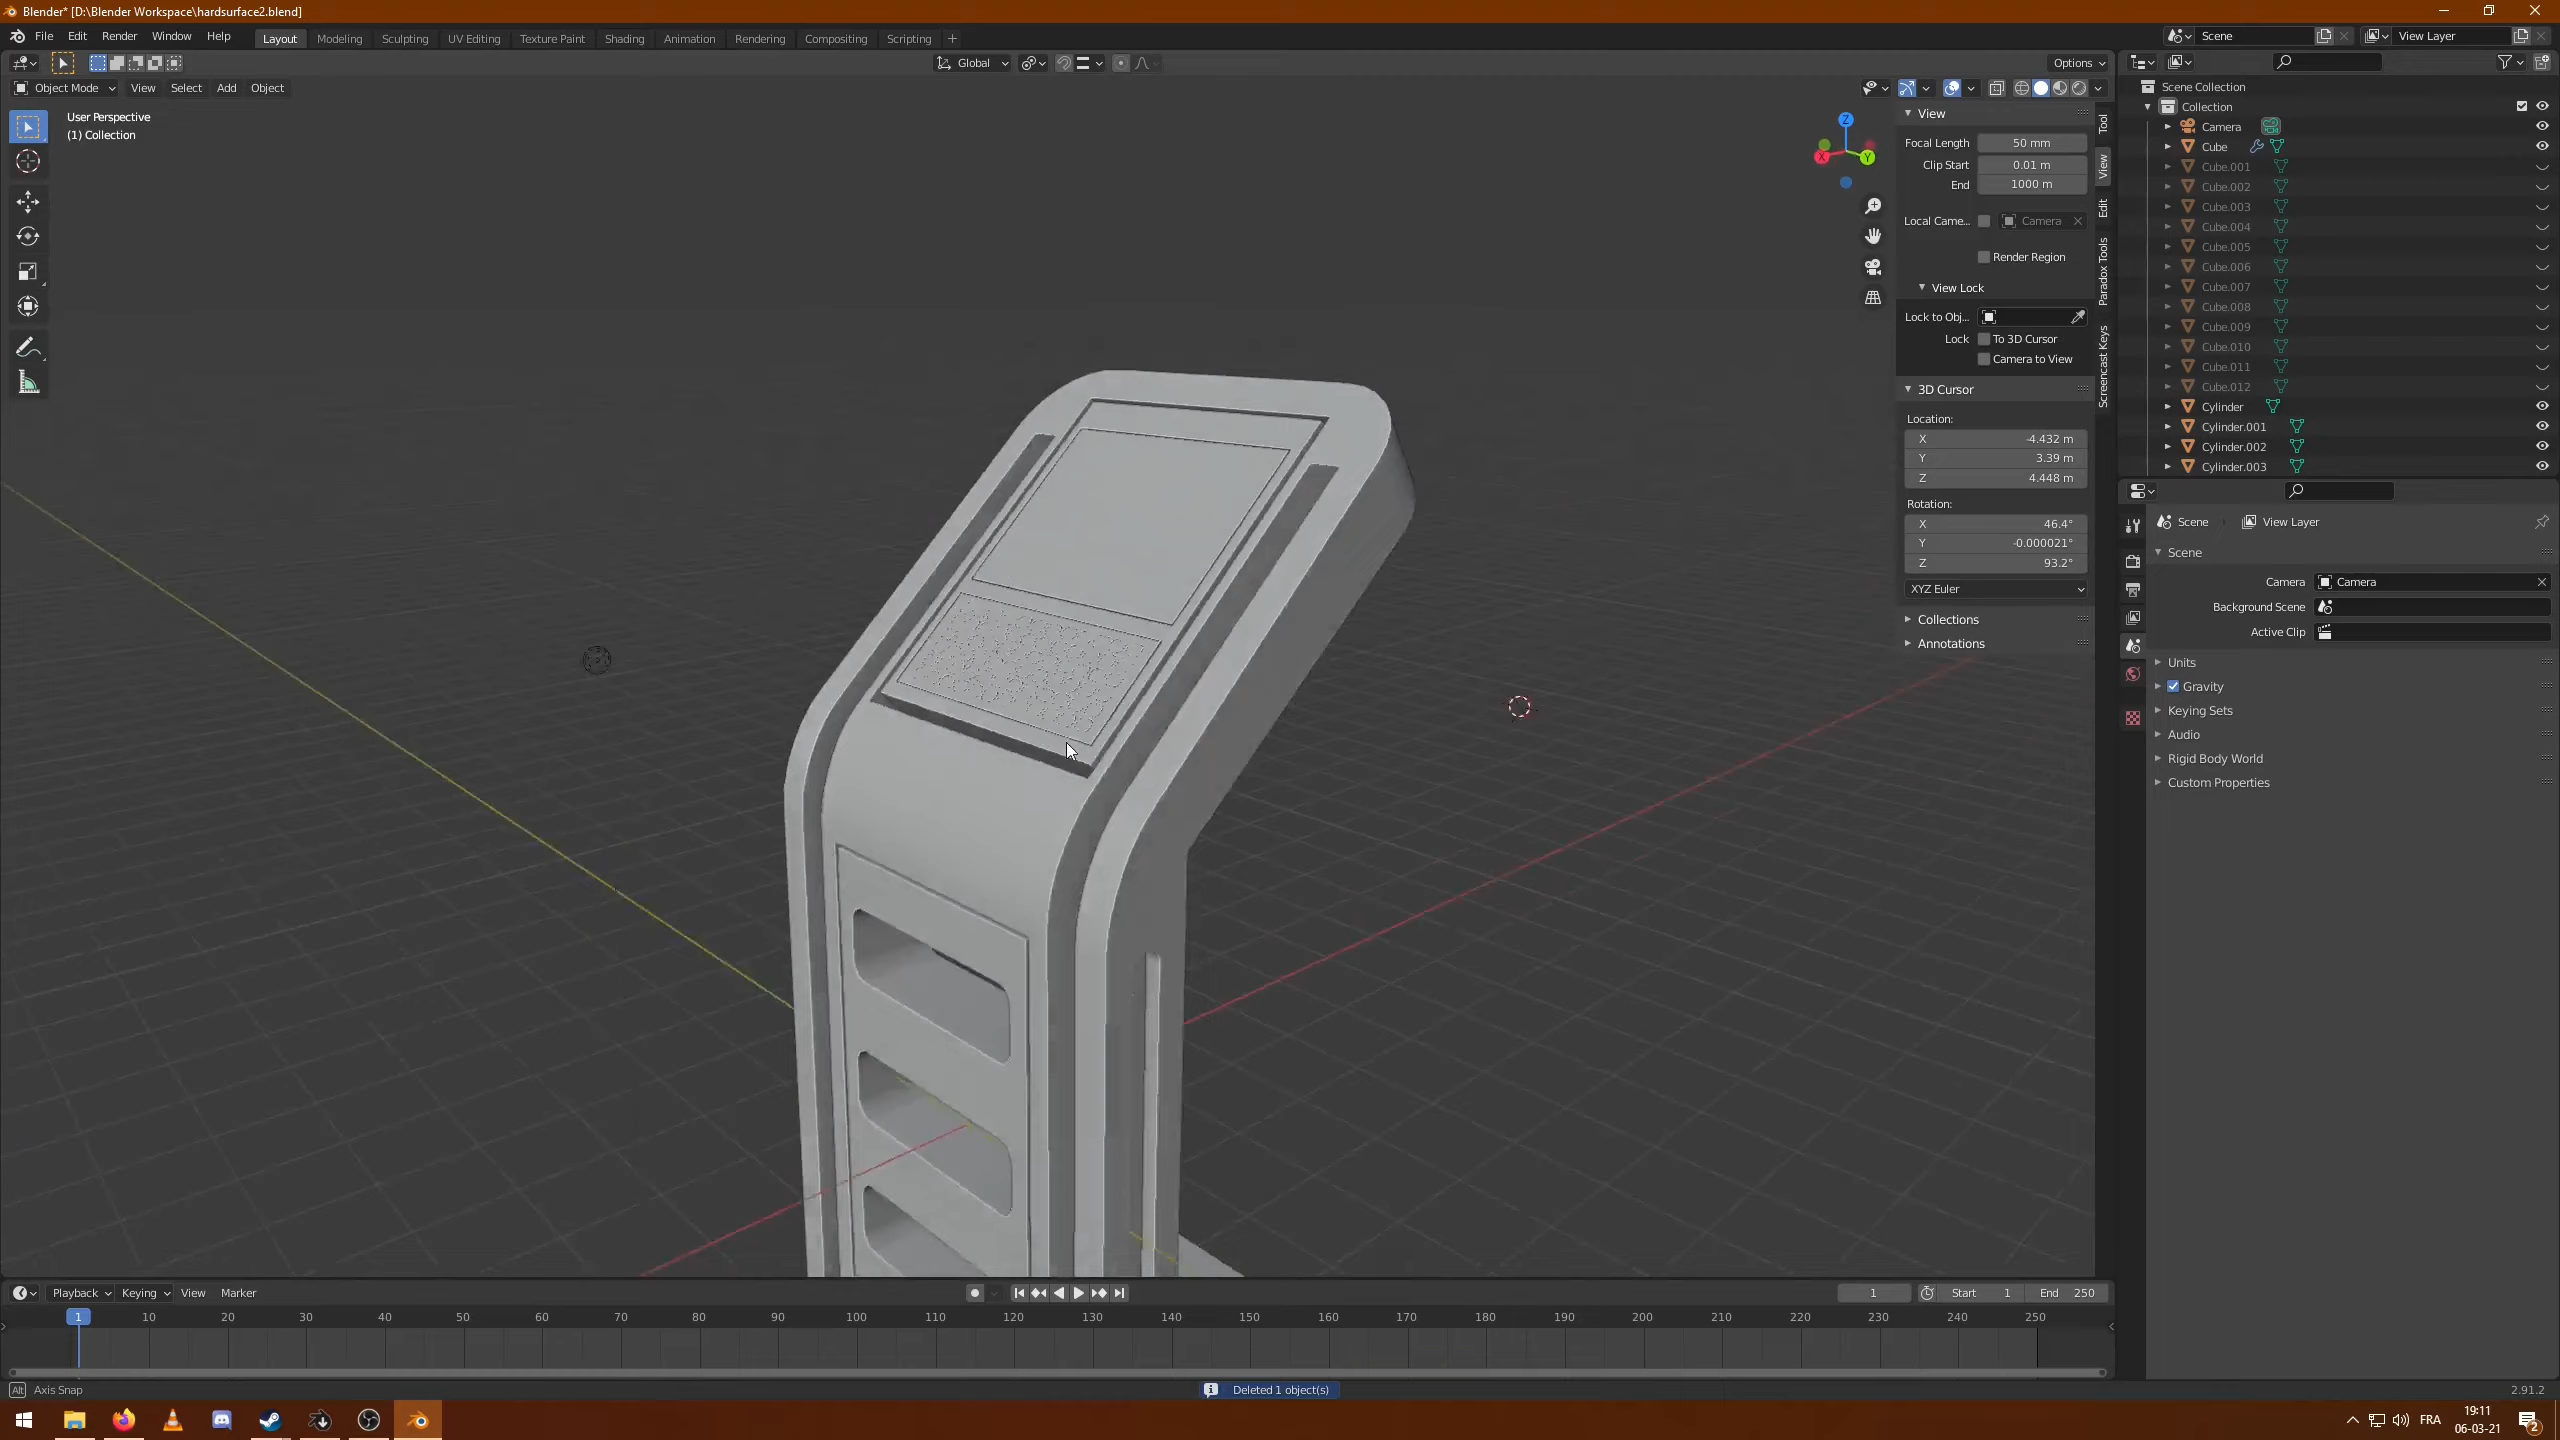 Blender* [D:\Blender Workspace\hardsurface2.blend]
File Edit Render Window Help
Layout Modeling Sculpting UV Editing Texture Paint Shading Animation Rendering Compositing Scripting +
Scene
View Layer
Global
Options
Object Mode View Select Add Object
User Perspective
(1) Collection
Z
X
Y
View
Focal Length 50 mm
Clip Start 0.01 m
End 1000 m
Local Came... Camera
Render Region
View Lock
Lock to Obj...
Lock To 3D Cursor
Camera to View
3D Cursor
Location:
X -4.432 m
Y 3.39 m
Z 4.448 m
Rotation:
X 46.4°
Y -0.000021°
Z 93.2°
XYZ Euler
Collections
Annotations
Tool
View
Edit
Paradox Tools
Screencast Keys
Scene Collection
Collection
Camera
Cube
Cube.001
Cube.002
Cube.003
Cube.004
Cube.005
Cube.006
Cube.007
Cube.008
Cube.009
Cube.010
Cube.011
Cube.012
Cylinder
Cylinder.001
Cylinder.002
Cylinder.003
Scene View Layer
Scene
Camera Camera
Background Scene
Active Clip
Units
Gravity
Keying Sets
Audio
Rigid Body World
Custom Properties
Playback Keying View Marker
1 Start 1 End 250
1 10 20 30 40 50 60 70 80 90 100 110 120 130 140 150 160 170 180 190 200 210 220 230 240 250
Alt Axis Snap
Deleted 1 object(s)
2.91.2
FRA
19:11
06-03-21
2